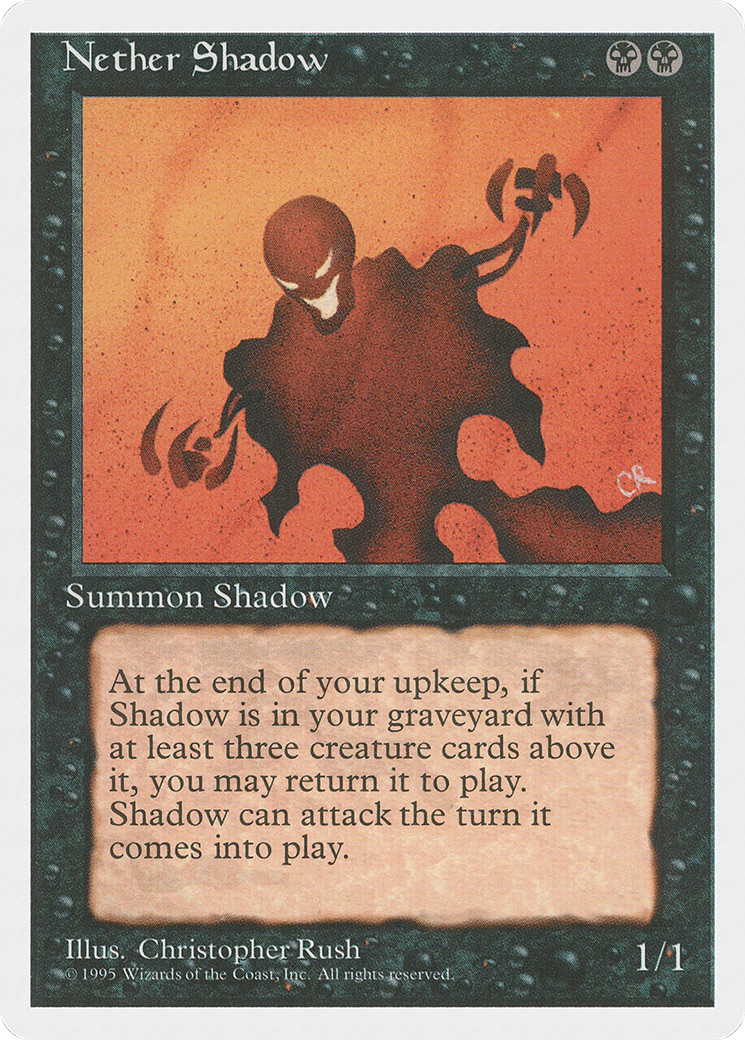 Nether Shadow
CR
Summon Shadow
At the end of your upkeep, if
Shadow is in your graveyard with
at least three creature cards above
it, you may return it to play.
Shadow can attack the turn it
comes into play.
Illus. Christopher Rush
1/1
© 1995 Wizards of the Coast, Inc. All rights reserved.